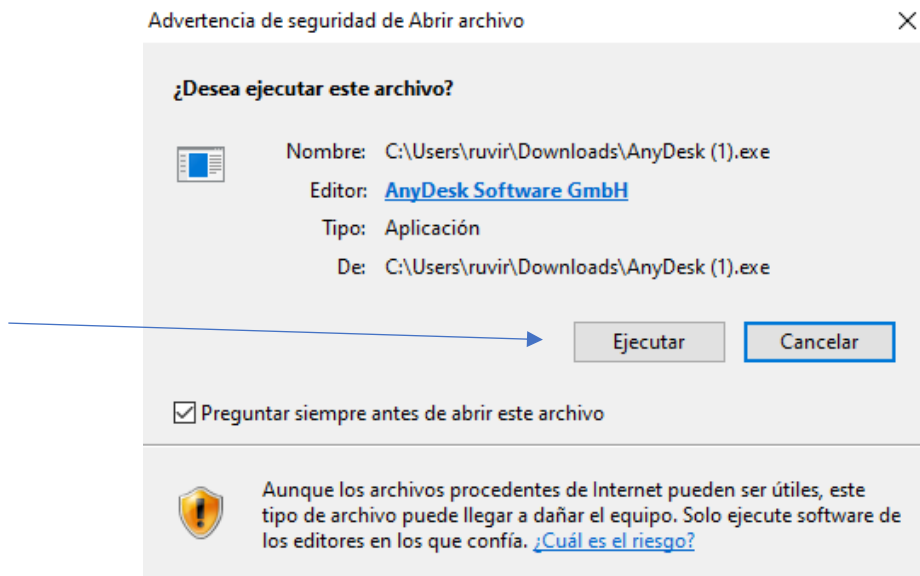 Advertencia de seguridad de Abrir archivo
¿Desea ejecutar este archivo?
Nombre: C:\Users\ruvir\Downloads\AnyDesk (1).exe
Editor: AnyDesk Software GmbH
Tipo: Aplicación
De: C:\Users\ruvir\Downloads\AnyDesk (1).exe
Ejecutar Cancelar
Preguntar siempre antes de abrir este archivo
Aunque los archivos procedentes de Internet pueden ser útiles, este
tipo de archivo puede llegar a dañar el equipo. Solo ejecute software de
los editores en los que confía. ¿Cuál es el riesgo?